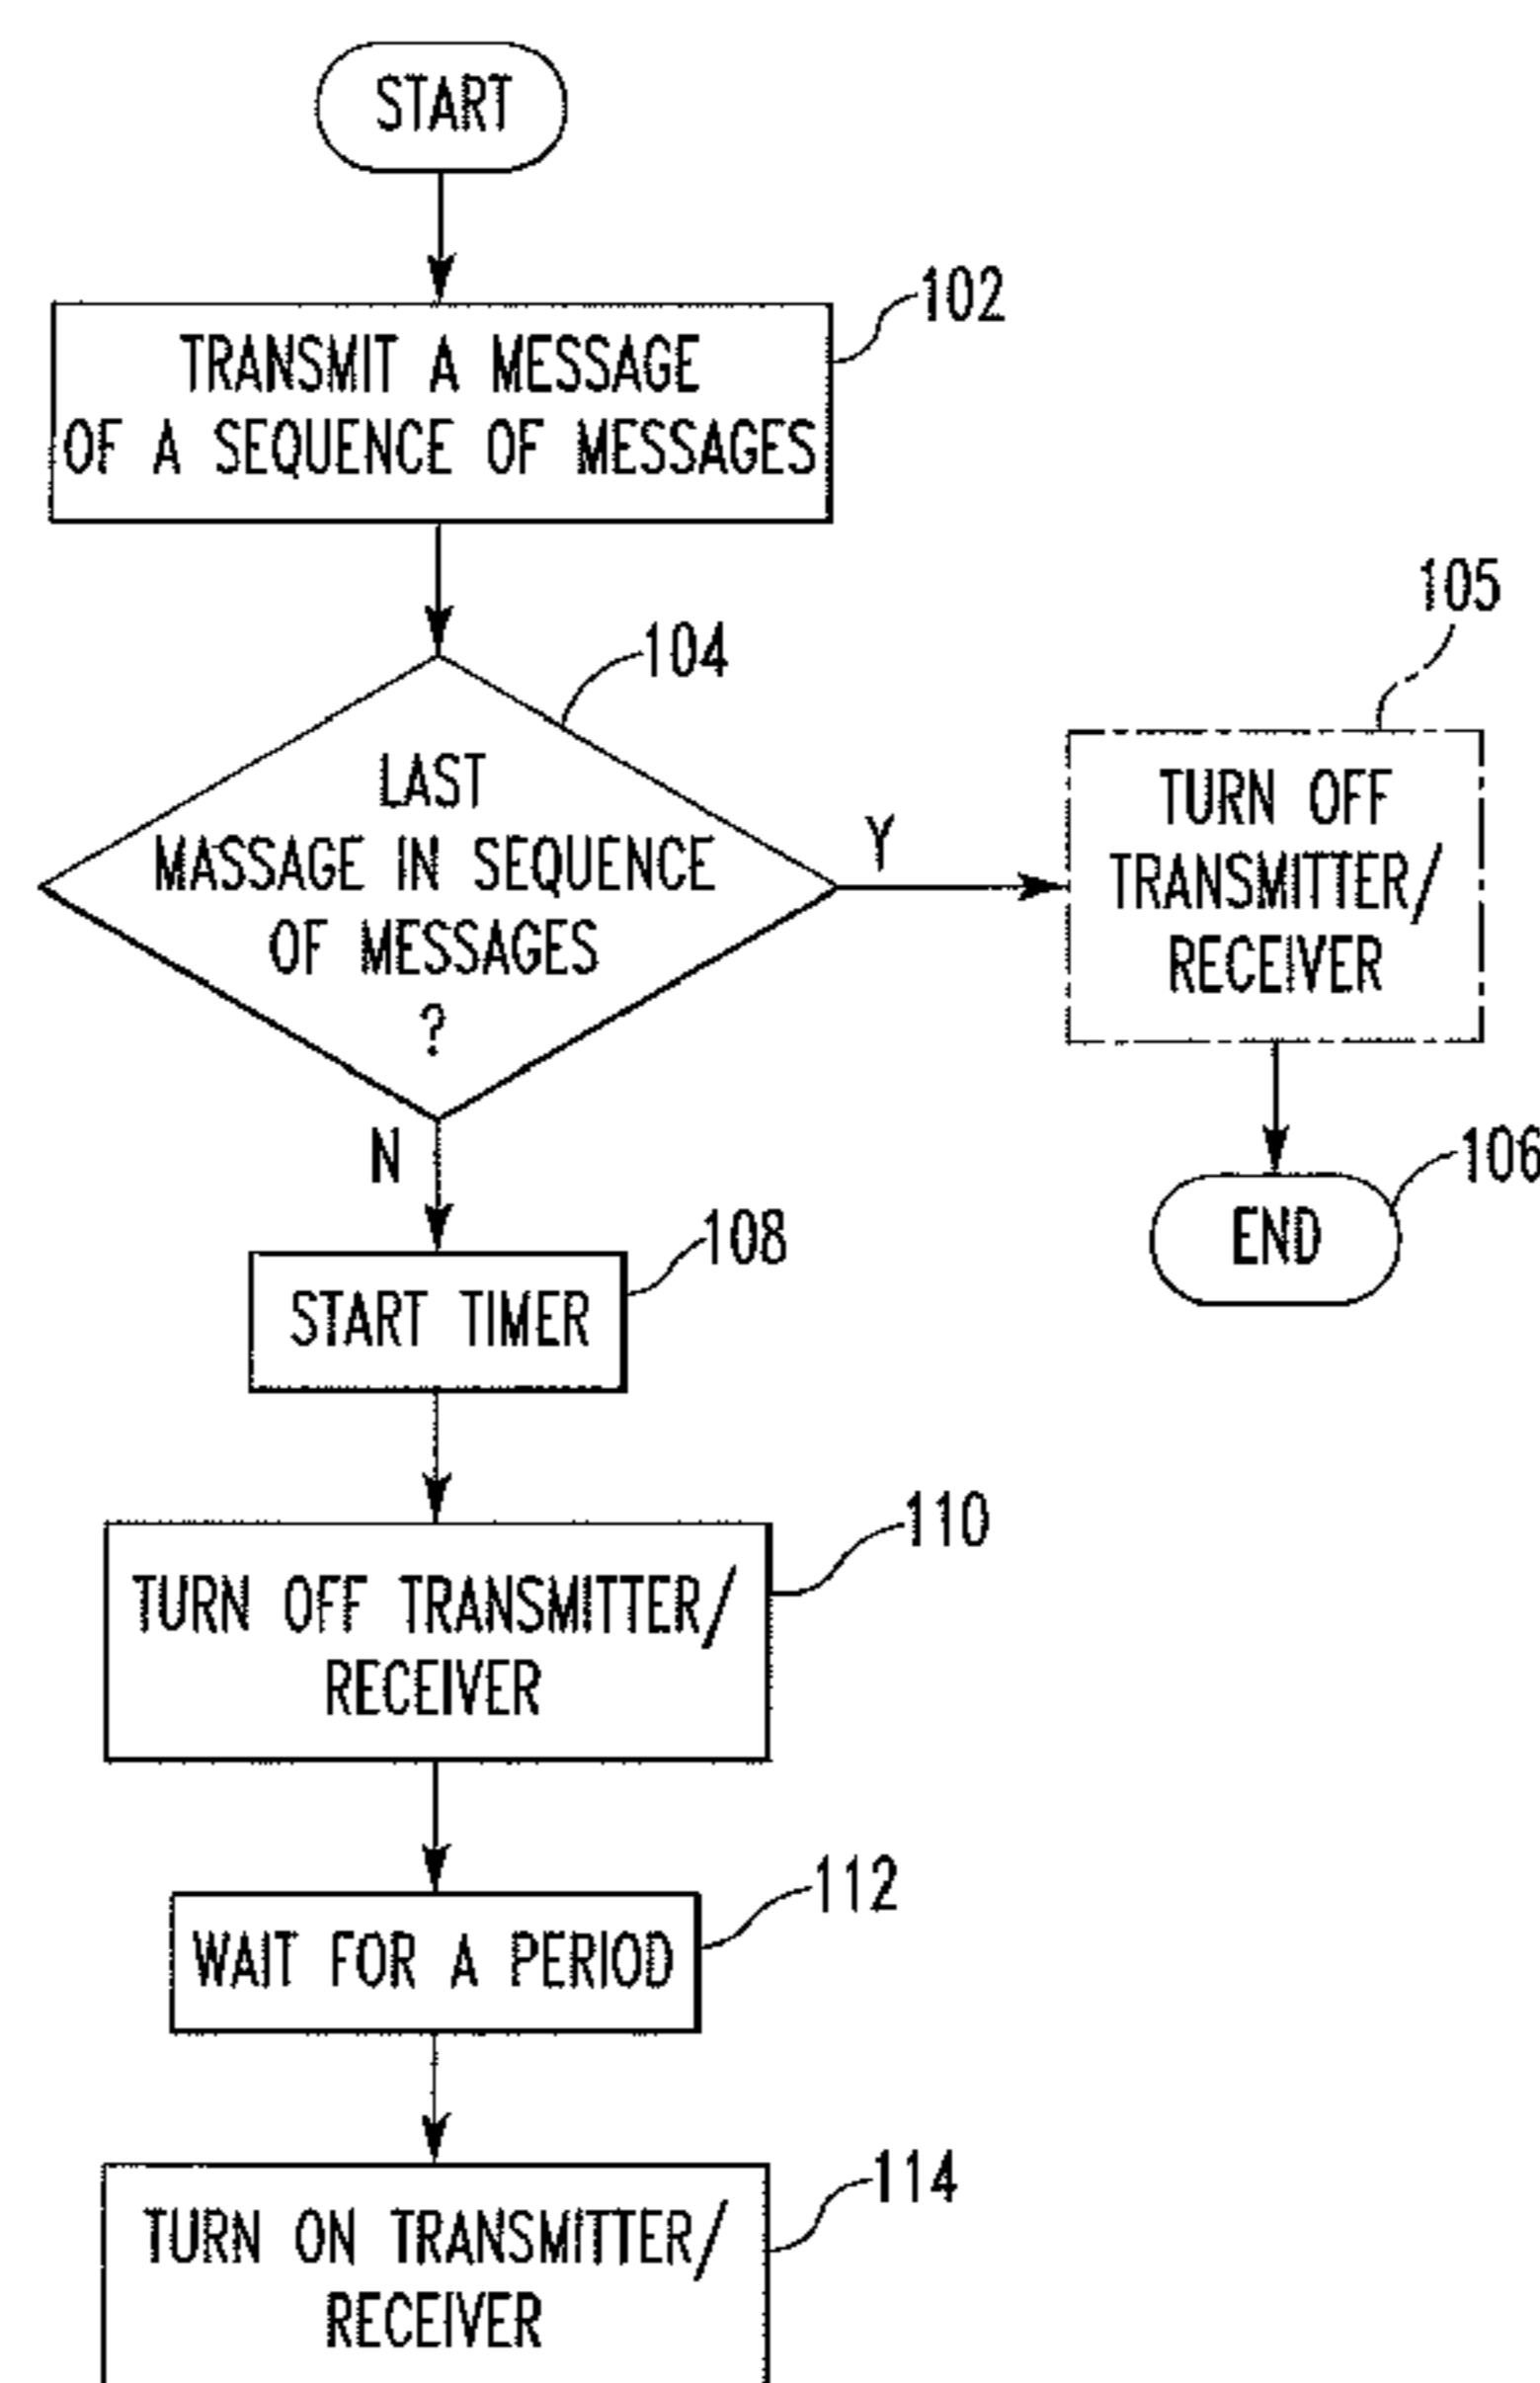 START
102
TRANSMIT A MESSAGE
OF A SEQUENCE OF MESSAGES
104
LAST
MASSAGE IN SEQUENCE
OF MESSAGES
?
Y
105
TURN OFF
TRANSMITTER/
RECEIVER
N
106
END
108
START TIMER
110
TURN OFF TRANSMITTER/
RECEIVER
112
WAIT FOR A PERIOD
114
TURN ON TRANSMITTER/
RECEIVER